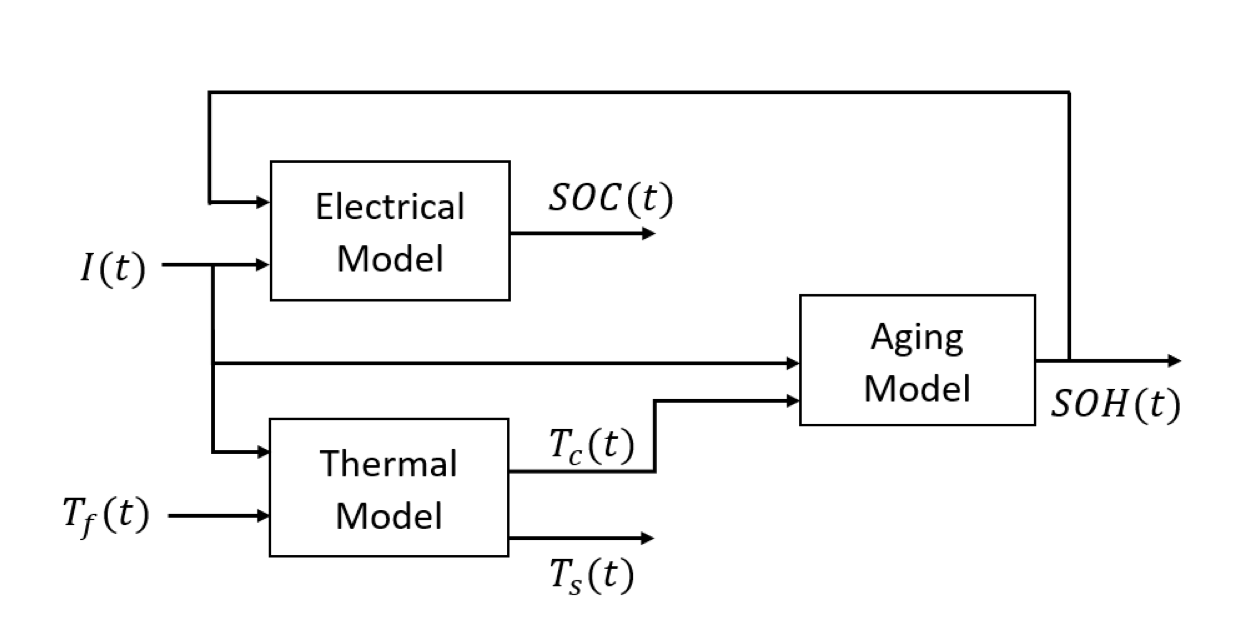 SOC(t)
Electrical
Model
I(t)
Aging
Model
SOH(t)
T_c(t)
Thermal
Model
T_f(t)
T_s(t)